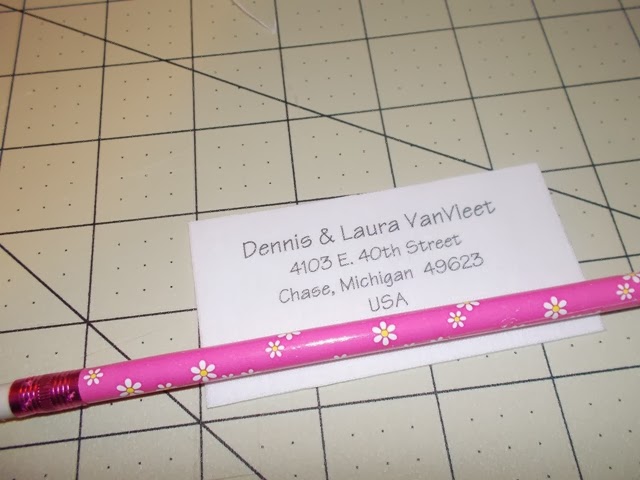 Dennis & Laura VanVleet
4103 E. 40th Street
Chase, Michigan 49623
USA